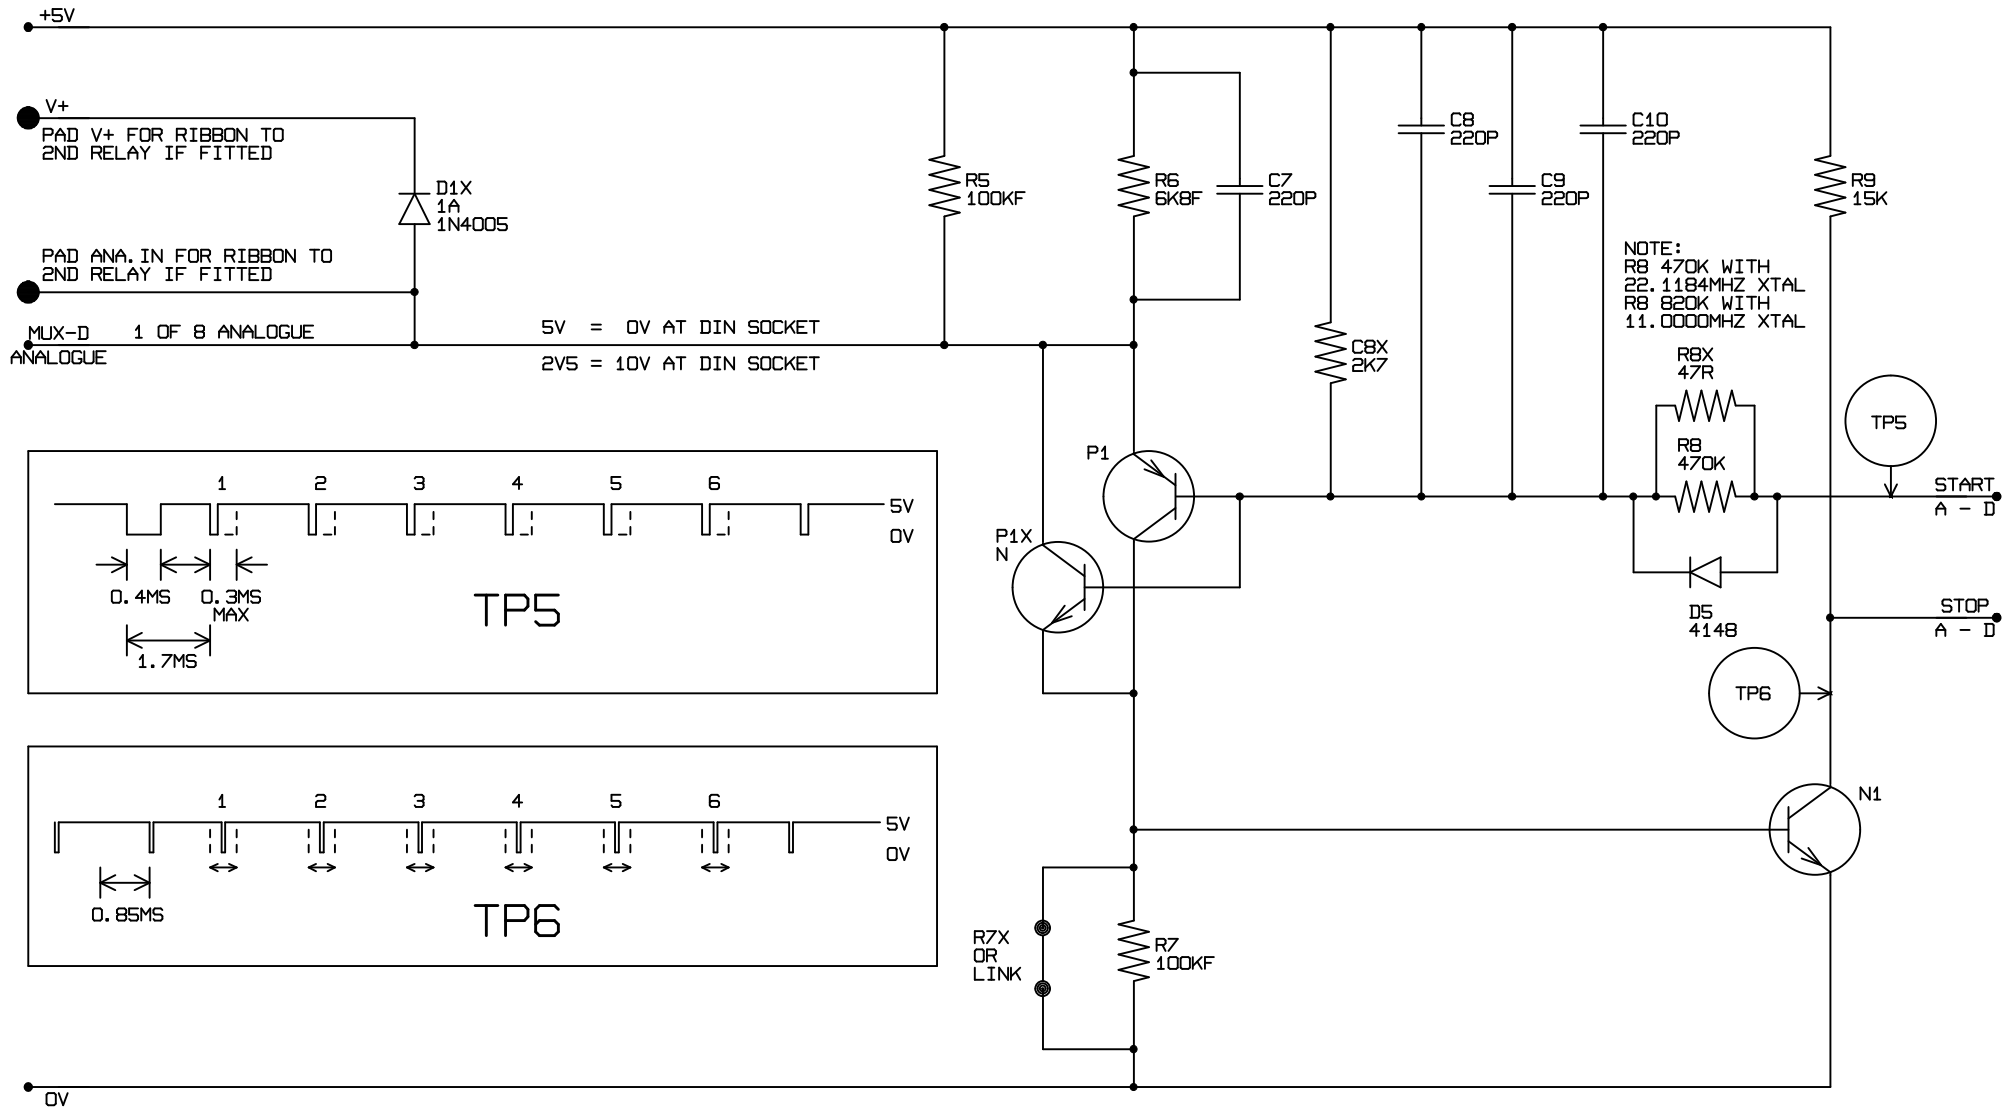 +5V
V+
PAD V+ FOR RIBBON TO
2ND RELAY IF FITTED
D1X
1A
1N4005
PAD ANA.IN FOR RIBBON TO
2ND RELAY IF FITTED
MUX-D 1 OF 8 ANALOGUE
ANALOGUE
5V = 0V AT DIN SOCKET
2V5 = 10V AT DIN SOCKET
R5
100KF
R6
6K8F
C7
220P
C8
220P
C9
220P
C10
220P
R9
15K
NOTE:
R8 470K WITH
22.1184MHZ XTAL
R8 820K WITH
11.0000MHZ XTAL
C8X
2K7
R8X
47R
R8
470K
TP5
START
A - D
P1
P1X
N
D5
4148
STOP
A - D
TP6
N1
1 2 3 4 5 6
5V
0V
0.4MS 0.3MS
MAX
1.7MS
TP5
1 2 3 4 5 6
5V
0V
0.85MS
TP6
R7X
OR
LINK
R7
100KF
0V